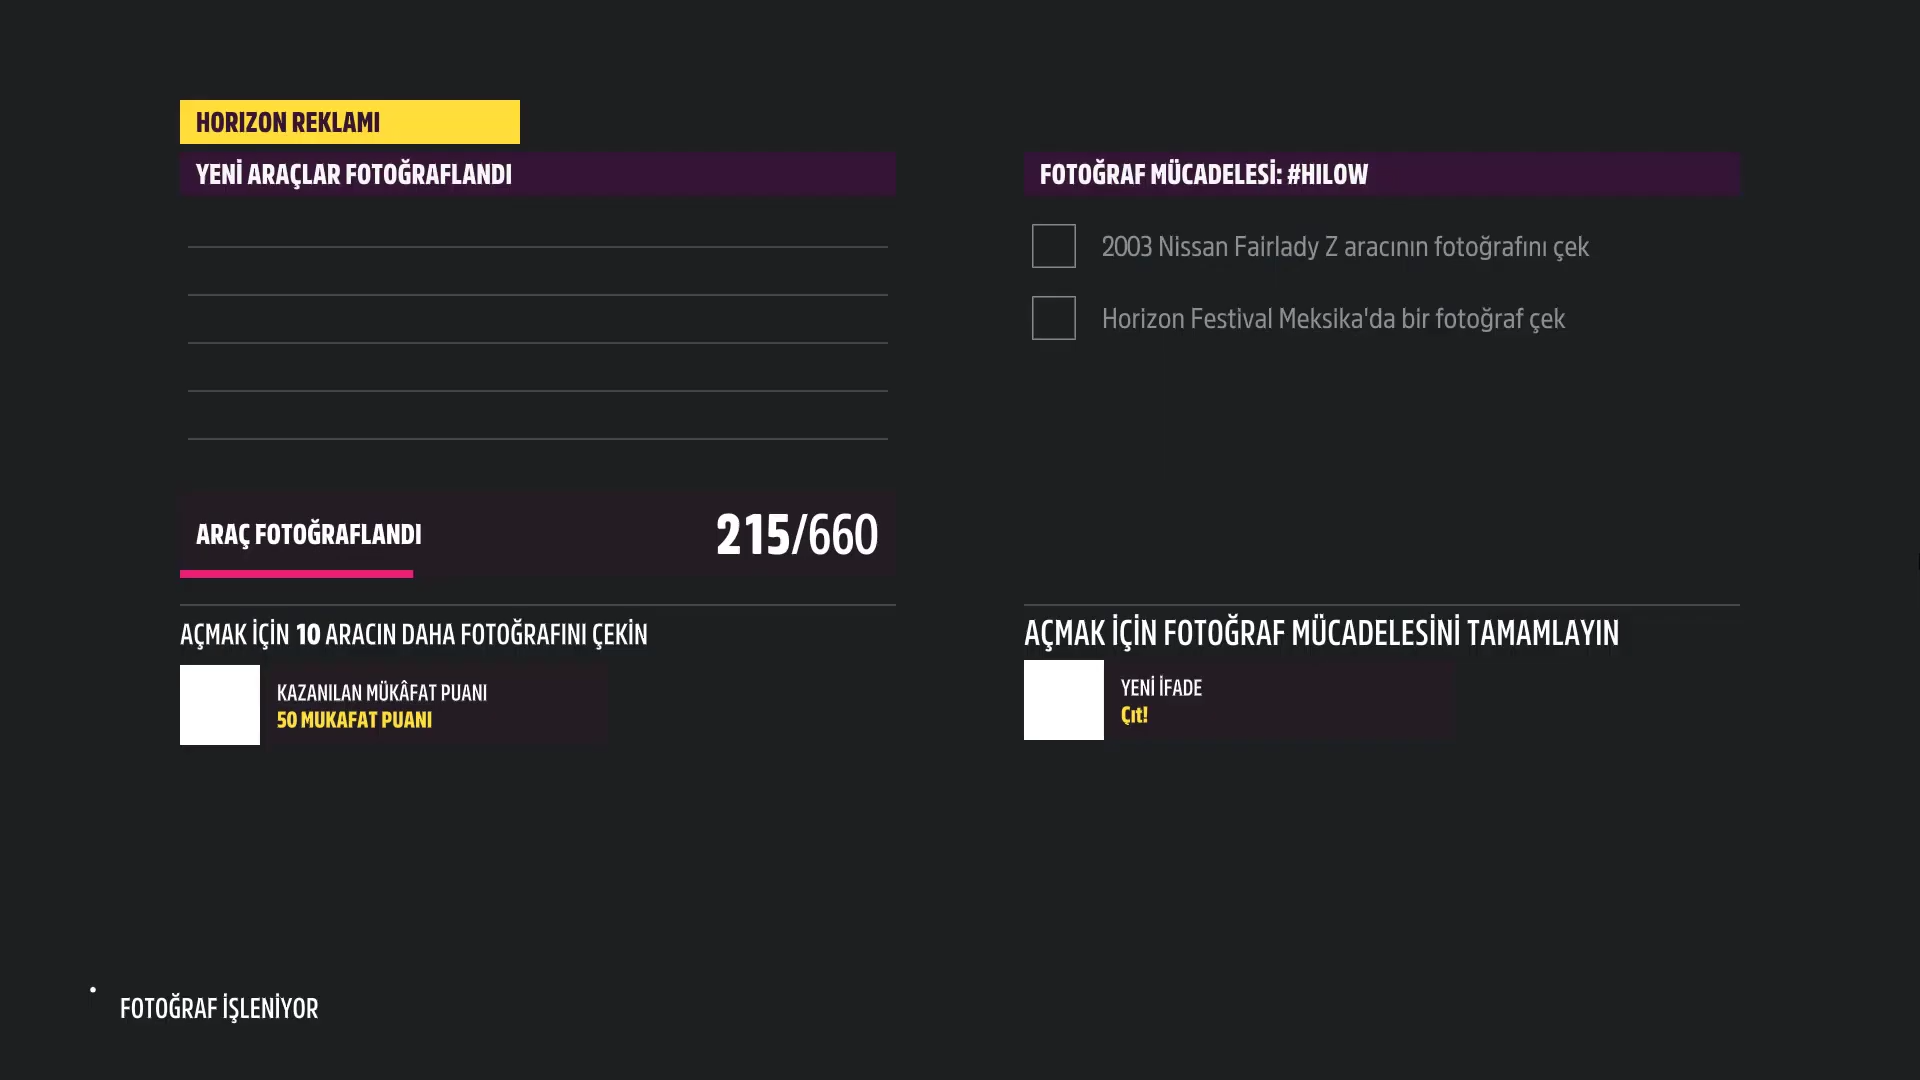 HORIZON REKLAMI
YENİ ARAÇLAR FOTOĞRAFLANDI
ARAÇ FOTOĞRAFLANDI
215/660
AÇMAK İÇİN 10 ARACIN DAHA FOTOĞRAFINI ÇEKİN
KAZANILAN MÜKÂFAT PUANI
50 MUKAFAT PUANI
FOTOĞRAF MÜCADELESİ: #HILOW
2003 Nissan Fairlady Z aracının fotoğrafını çek
Horizon Festival Meksika'da bir fotoğraf çek
AÇMAK İÇİN FOTOĞRAF MÜCADELESİNİ TAMAMLAYIN
YENİ İFADE
Çıt!
FOTOĞRAF İŞLENİYOR